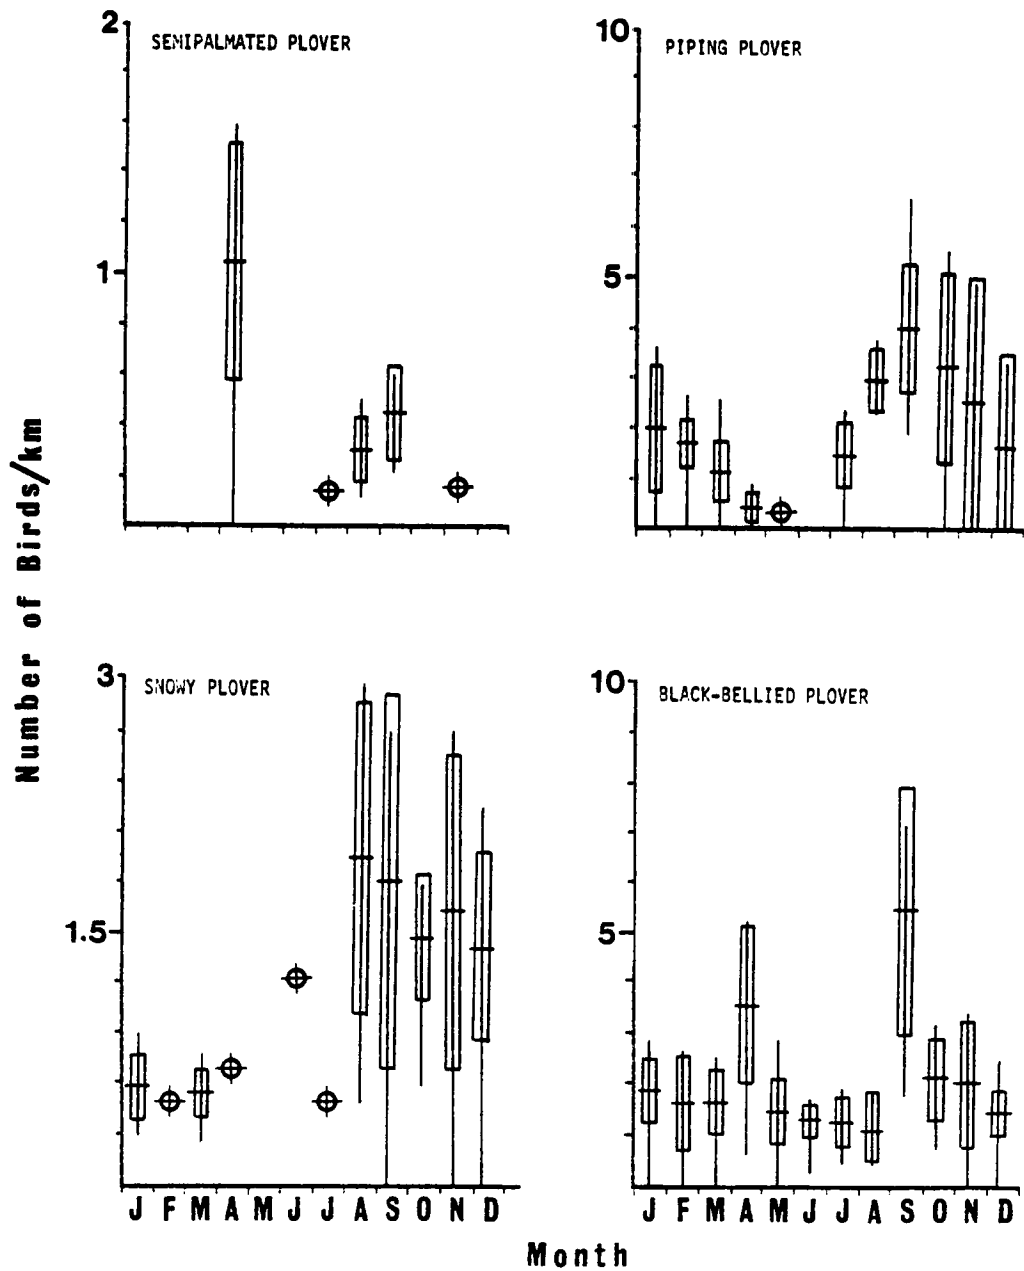 2
SEMIPALMATED PLOVER
1
10
PIPING PLOVER
5
Number of Birds/km
3
SNOWY PLOVER
1.5
J F M A M J J A S O N D
10
BLACK-BELLIED PLOVER
5
J F M A M J J A S O N D
Month